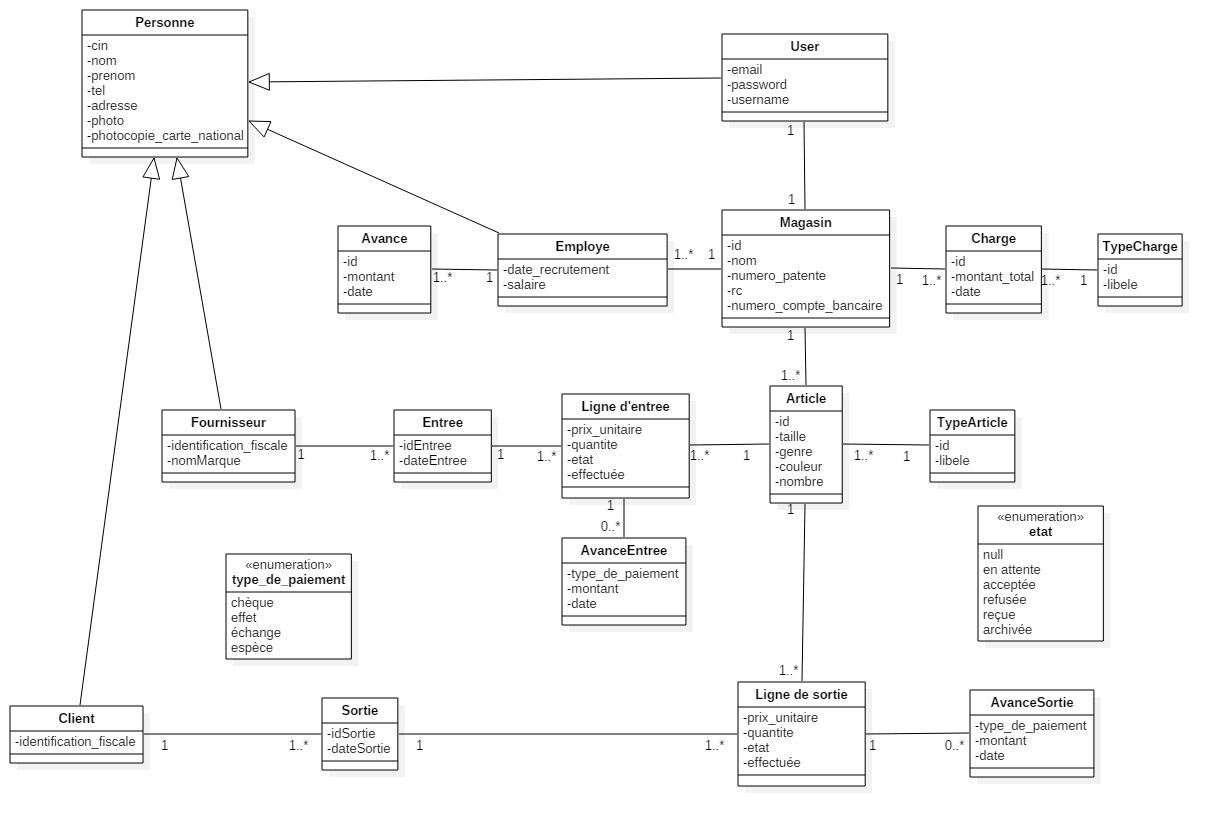 Personne
-cin
-nom
-prenom
-tel
-adresse
-photo
-photocopie_carte_national
User
-email
-password
-username
1
1
Avance
-id
-montant
-date
1..*
1
Employe
-date_recrutement
-salaire
1..*
1
Magasin
-id
-nom
-numero_patente
-rc
-numero_compte_bancaire
1
1..*
Charge
-id
-montant_total
-date
1..*
1
TypeCharge
-id
-libele
1
1..*
Fournisseur
-identification_fiscale
-nomMarque
1
1..*
Entree
-idEntree
-dateEntree
1
1..*
Ligne d'entree
-prix_unitaire
-quantite
-etat
-effectuée
1..*
1
Article
-id
-taille
-genre
-couleur
-nombre
1..*
1
TypeArticle
-id
-libele
1
0..*
AvanceEntree
-type_de_paiement
-montant
-date
1
1..*
«enumeration»
etat
null
en attente
acceptée
refusée
reçue
archivée
«enumeration»
type_de_paiement
chèque
effet
échange
espèce
Client
-identification_fiscale
1
1..*
Sortie
-idSortie
-dateSortie
1
1..*
Ligne de sortie
-prix_unitaire
-quantite
-etat
-effectuée
1
0..*
AvanceSortie
-type_de_paiement
-montant
-date